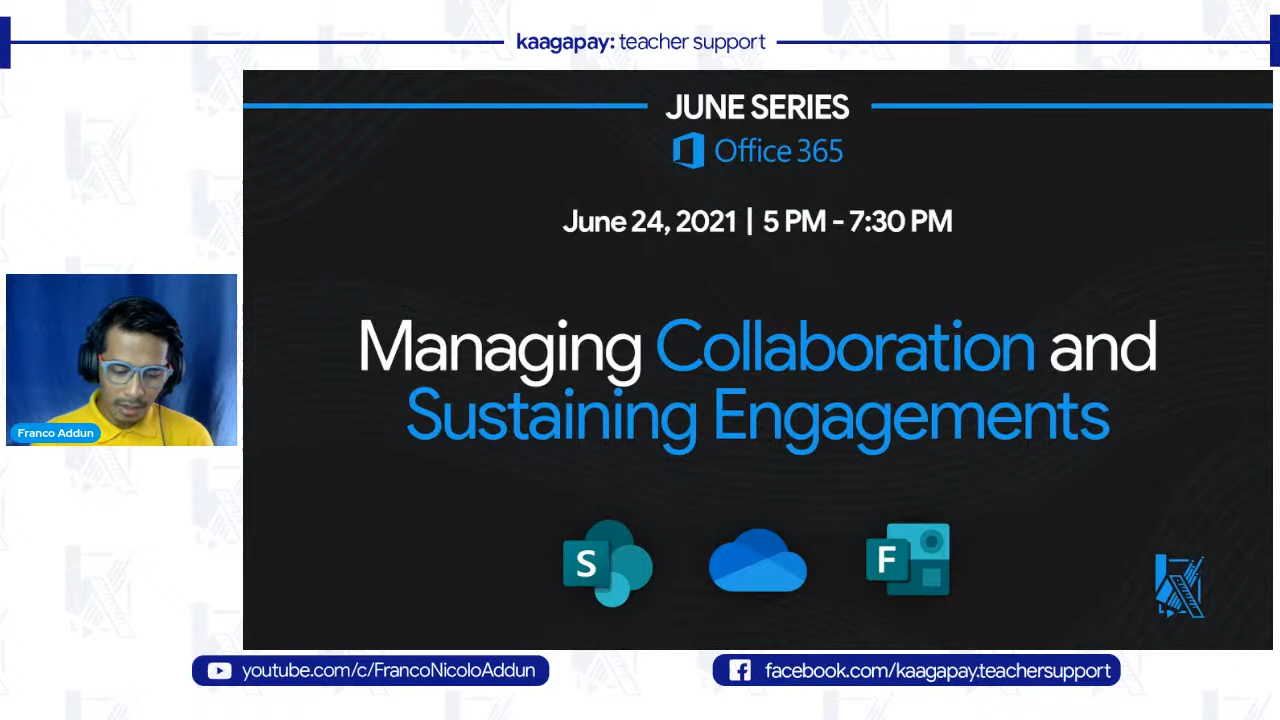 kaagapay: teacher support
JUNE SERIES
Office 365
June 24, 2021 | 5 PM - 7:30 PM
Managing Collaboration and
Sustaining Engagements
Franco Addun
S
F
youtube.com/c/FrancoNicoloAddun
facebook.com/kaagapay.teachersupport